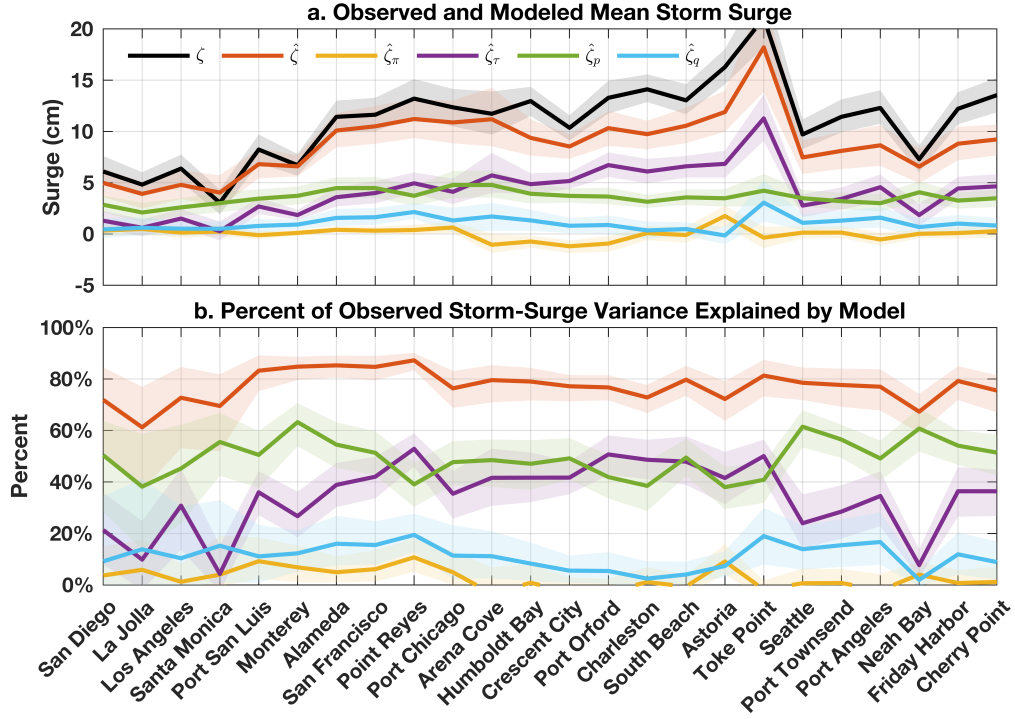 a. Observed and Modeled Mean Storm Surge
Surge (cm)
20
15
10
5
0
-5
ζ ζ̂ ζ̂π ζ̂τ ζ̂p ζ̂q
b. Percent of Observed Storm-Surge Variance Explained by Model
Percent
100%
80%
60%
40%
20%
0%
San Diego
La Jolla
Los Angeles
Santa Monica
Port San Luis
Monterey
Alameda
San Francisco
Point Reyes
Port Chicago
Arena Cove
Humboldt Bay
Crescent City
Port Orford
Charleston
South Beach
Astoria
Toke Point
Seattle
Port Townsend
Port Angeles
Neah Bay
Friday Harbor
Cherry Point